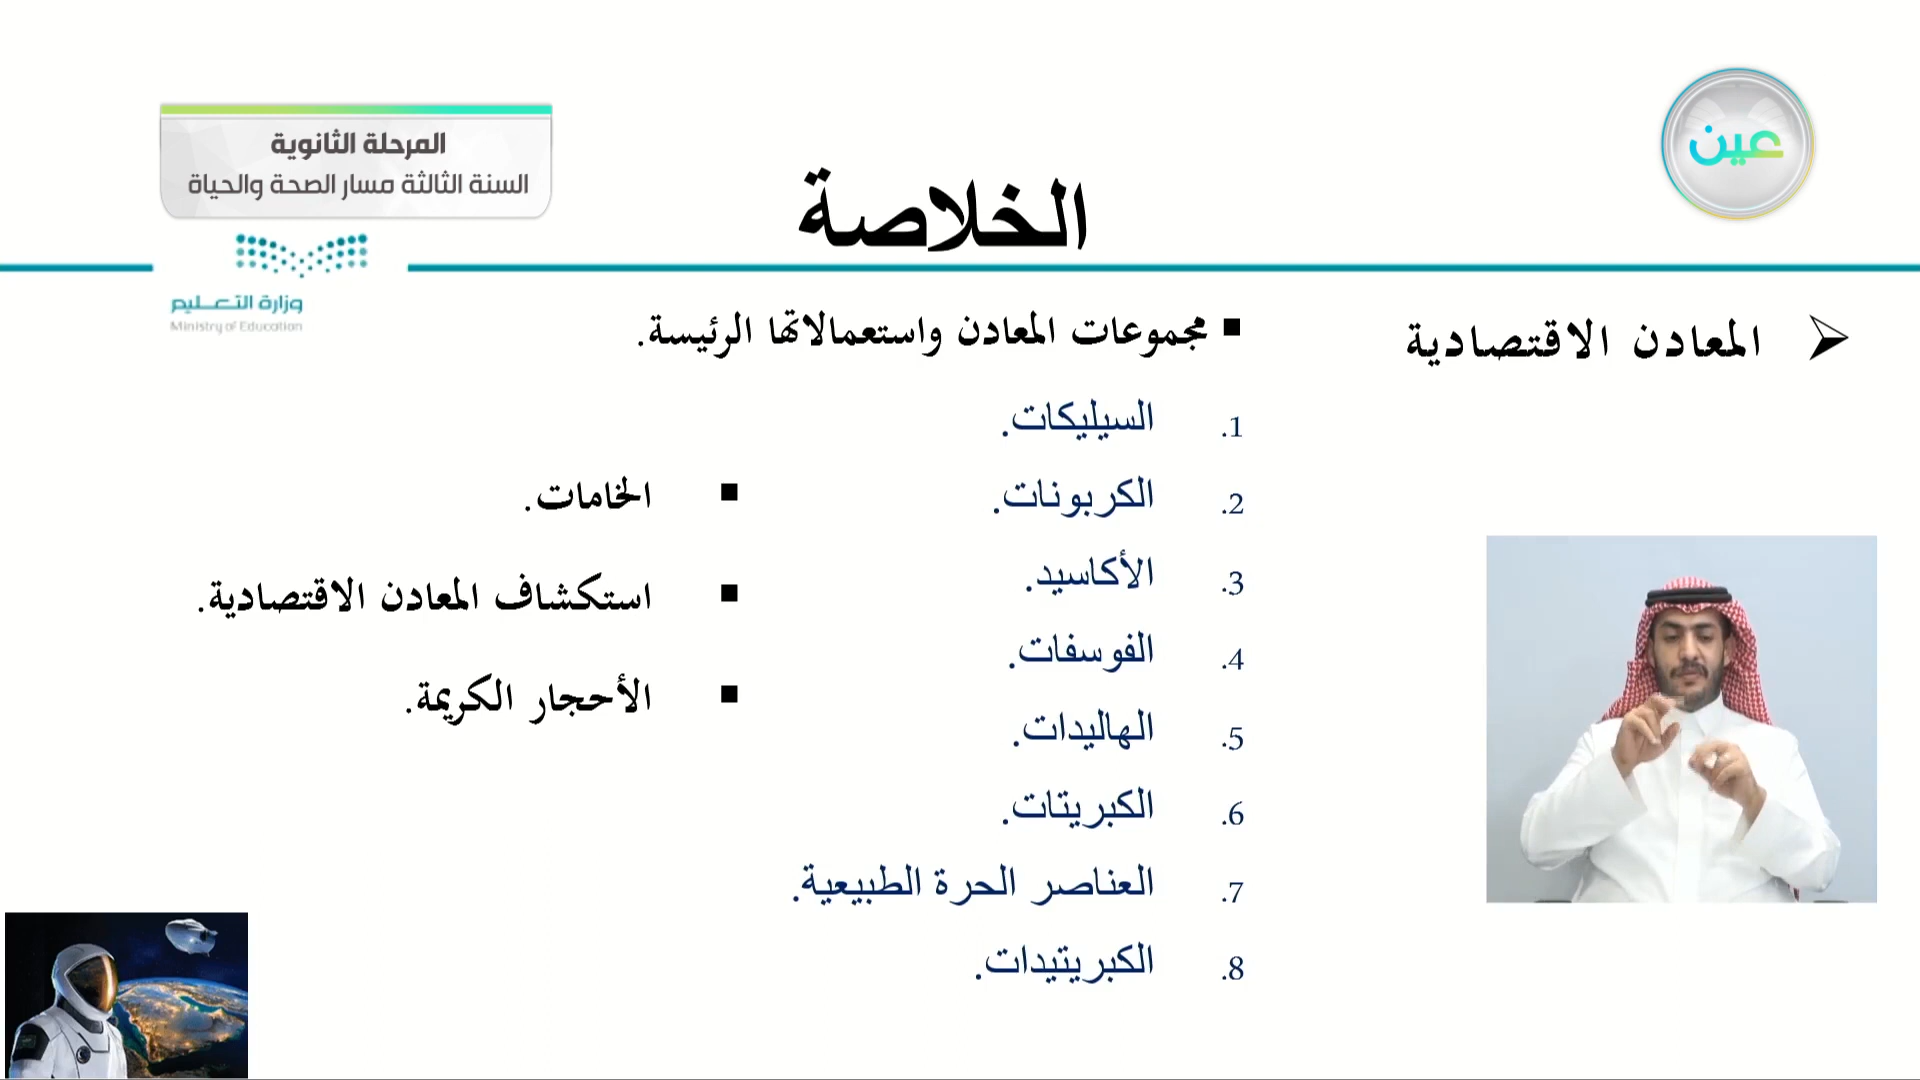 عين
المرحلة الثانوية
السنة الثالثة مسار الصحة والحياة
الخلاصة
وزارة التعليم
Ministry of Education
المعادن الاقتصادية
مجموعات المعادن واستعمالاتها الرئيسة.
1. السيليكات.
2. الكربونات.
3. الأكاسيد.
4. الفوسفات.
5. الهاليدات.
6. الكبريتات.
7. العناصر الحرة الطبيعية.
8. الكبريتيدات.
الخامات.
استكشاف المعادن الاقتصادية.
الأحجار الكريمة.